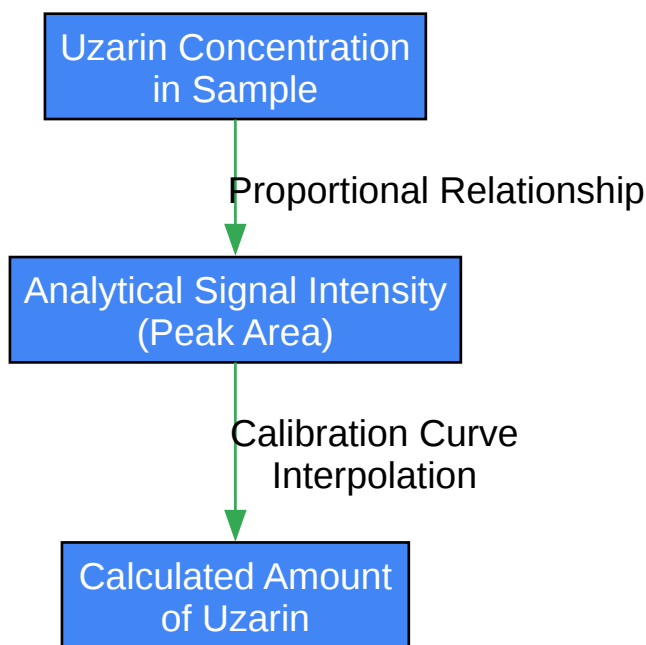 Uzarin Concentration
in Sample
Proportional Relationship
Analytical Signal Intensity
(Peak Area)
Calibration Curve
Interpolation
Calculated Amount
of Uzarin